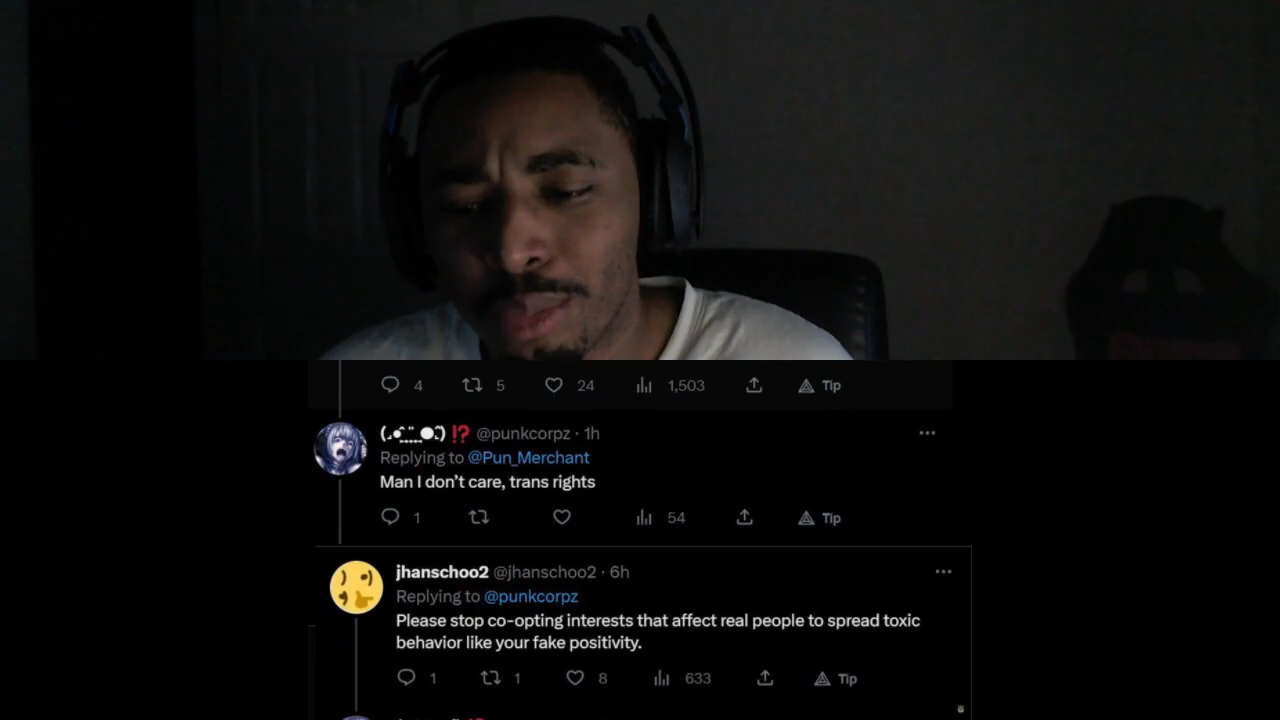 4 5 24 1,503 Tip
(｡◕‿‿◕｡) ⁉️ @punkcorpz · 1h
Replying to @Pun_Merchant
Man I don’t care, trans rights
1 54 Tip
jhanschoo2 @jhanschoo2 · 6h
Replying to @punkcorpz
Please stop co-opting interests that affect real people to spread toxic
behavior like your fake positivity.
1 1 8 633 Tip